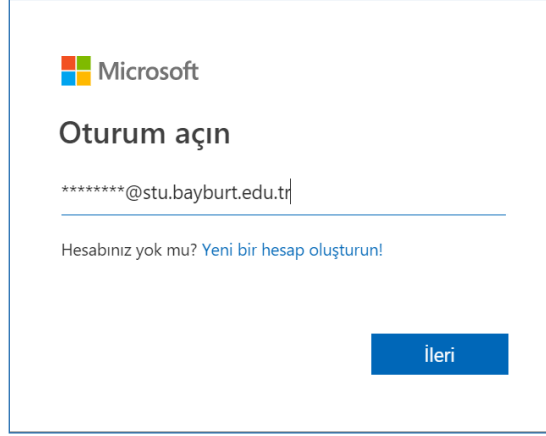 Microsoft
Oturum açın
********@stu.bayburt.edu.tr
Hesabınız yok mu? Yeni bir hesap oluşturun!
İleri